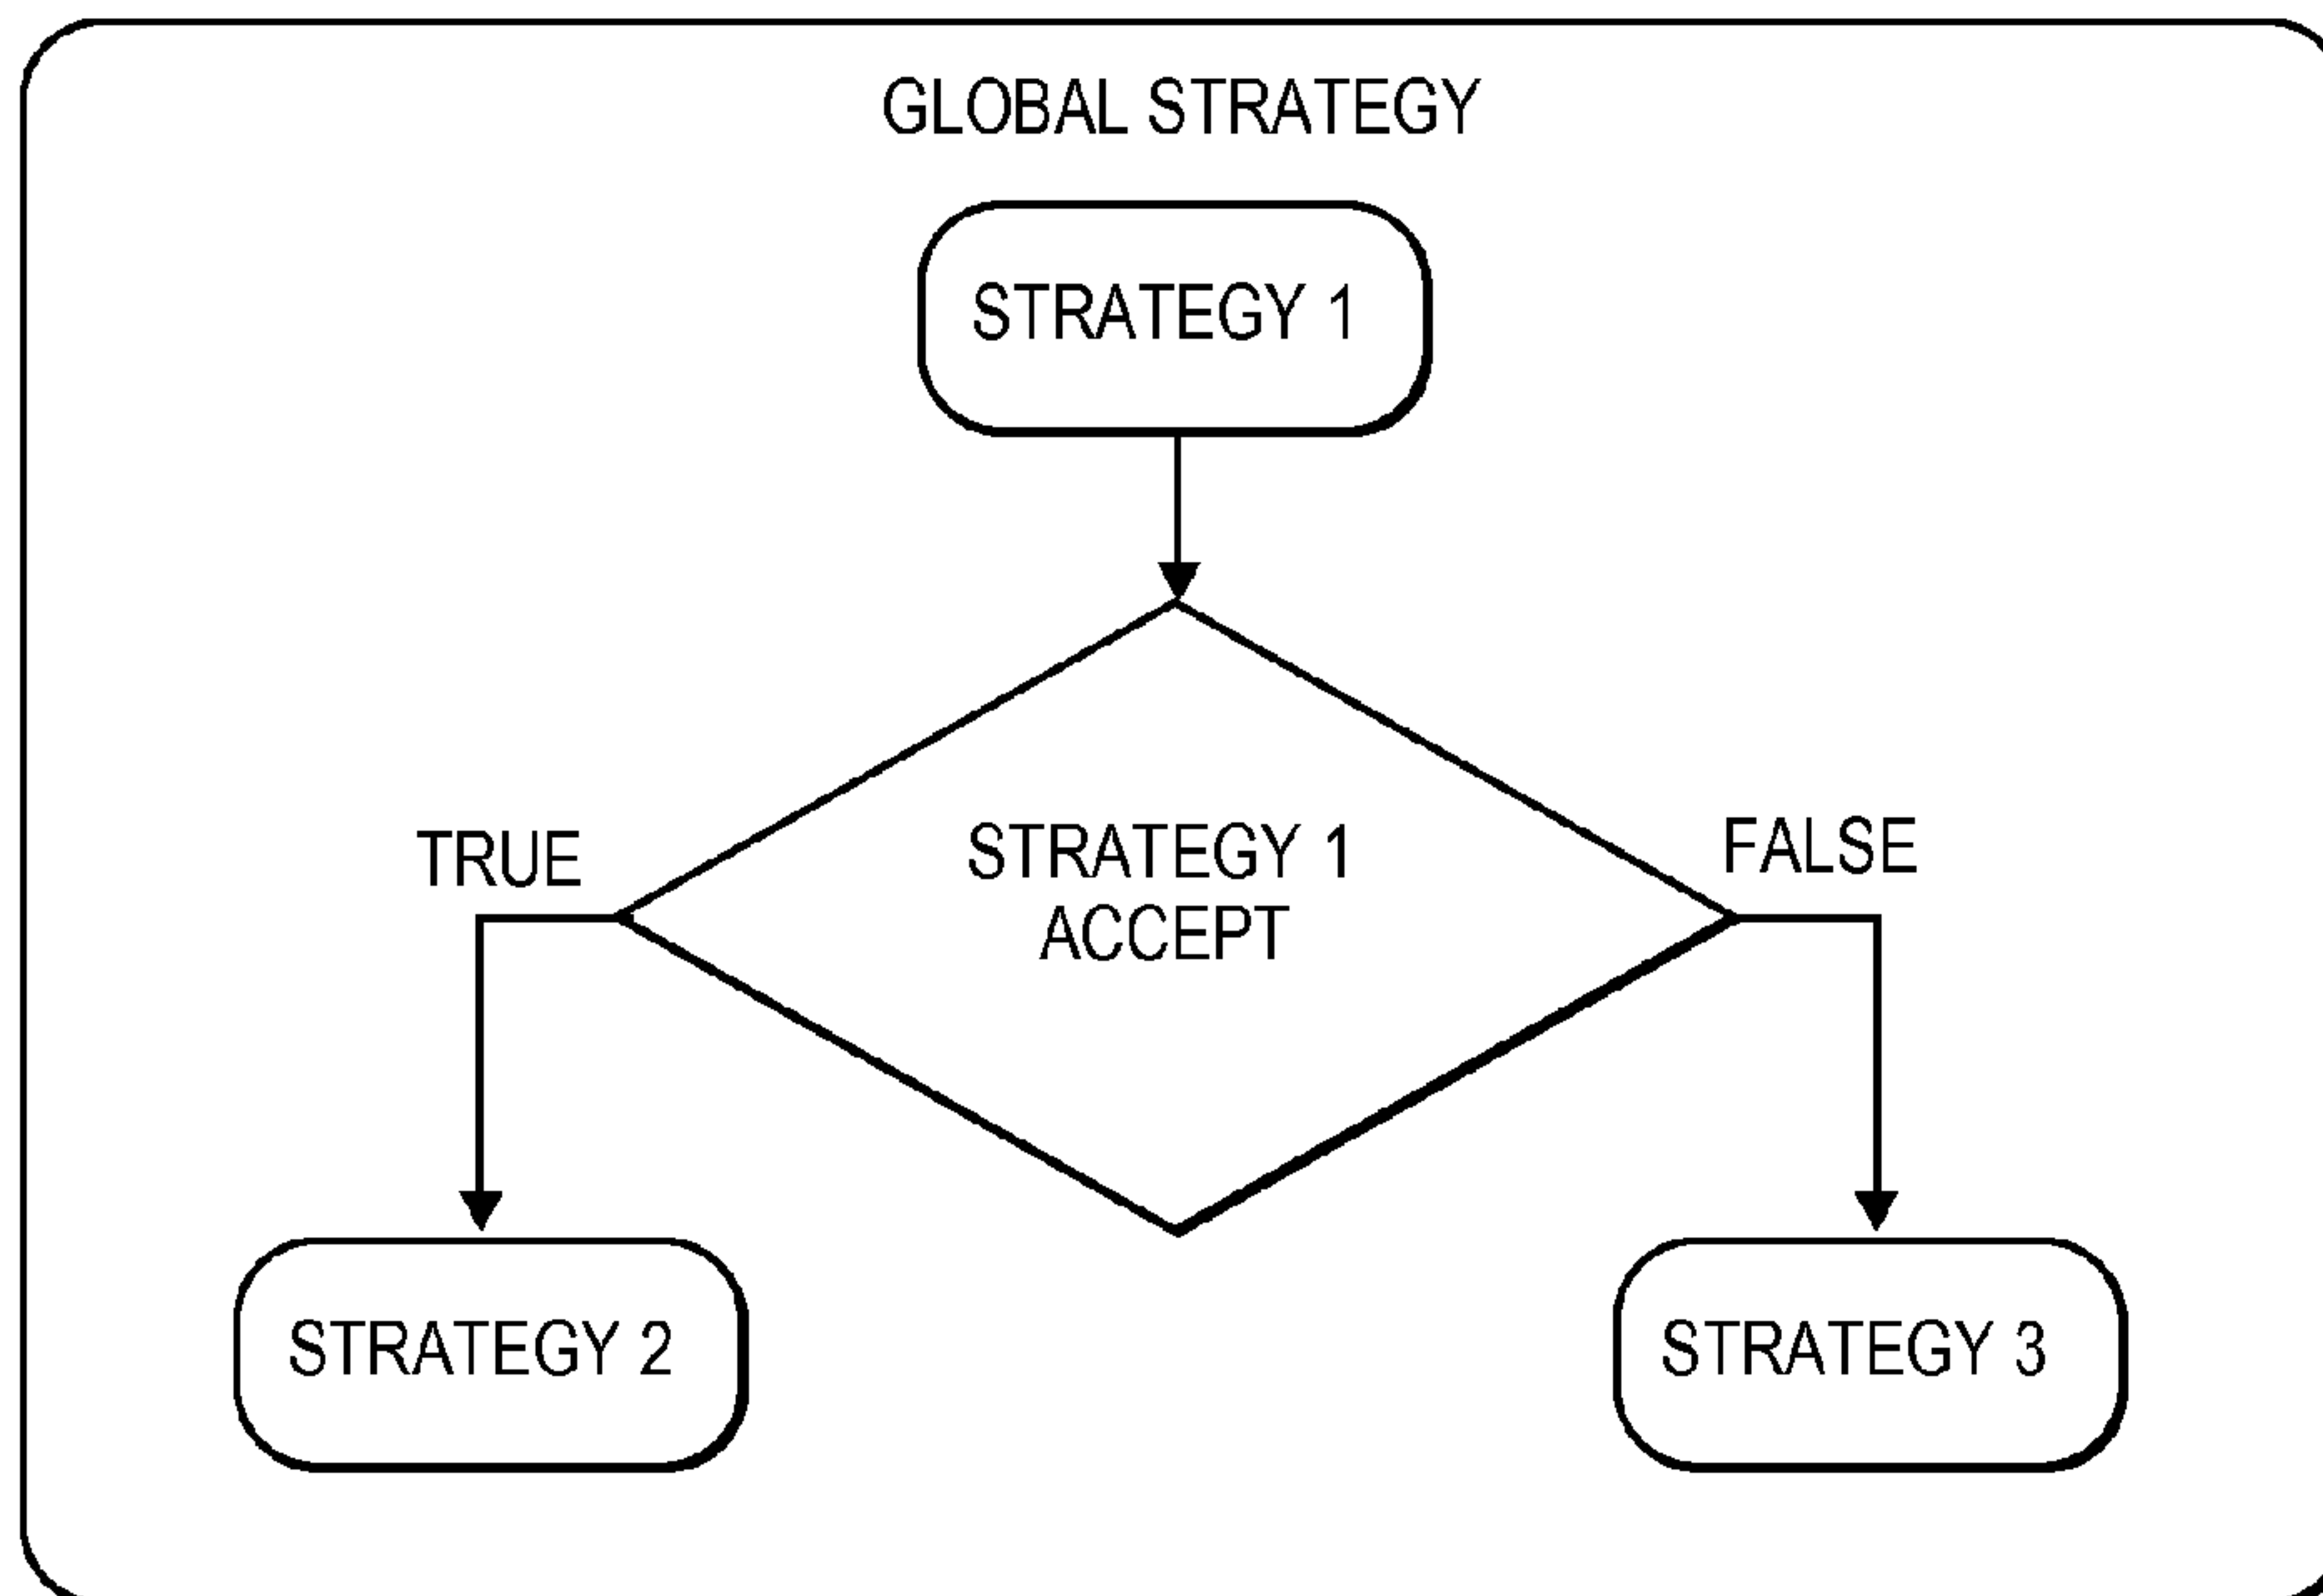 GLOBAL STRATEGY
STRATEGY 1
STRATEGY 1
ACCEPT
TRUE
FALSE
STRATEGY 2
STRATEGY 3